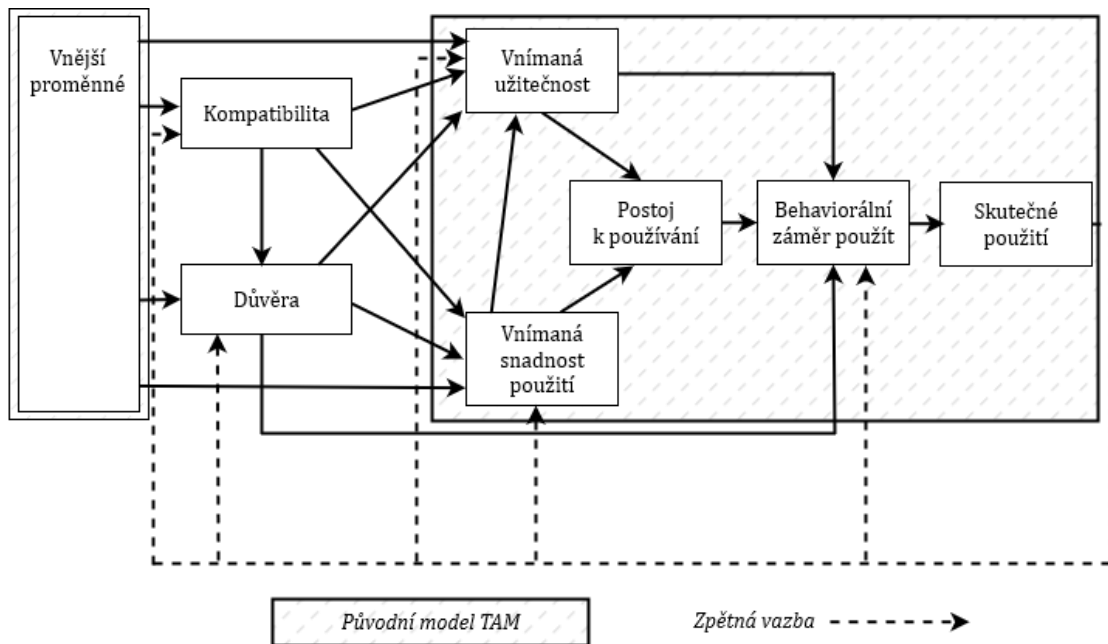 Vnější
proměnné
Kompatibilita
Důvěra
Vnímaná
užitečnost
Vnímaná
snadnost
použití
Postoj
k používání
Behaviorální
záměr použít
Skutečné
použití
Původní model TAM
Zpětná vazba